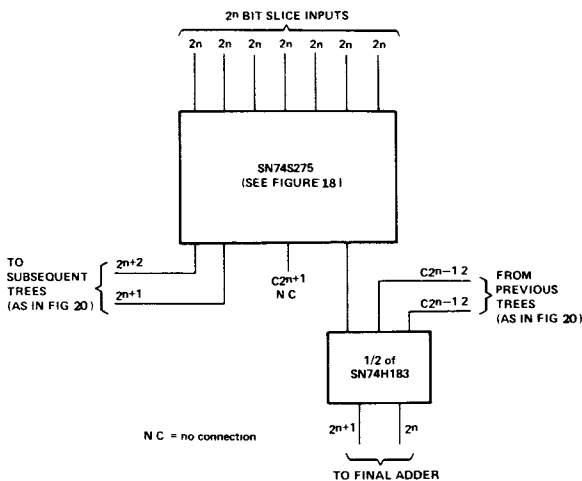 2n BIT SLICE INPUTS
2n 2n 2n 2n 2n 2n 2n
SN74S275
(SEE FIGURE 18)
TO
SUBSEQUENT
TREES
(AS IN FIG 20)
2n+2
2n+1
C2n+1
N C
C2n–1 2
C2n–1 2
FROM
PREVIOUS
TREES
(AS IN FIG 20)
1/2 of
SN74H183
2n+1 2n
N C = no connection
TO FINAL ADDER